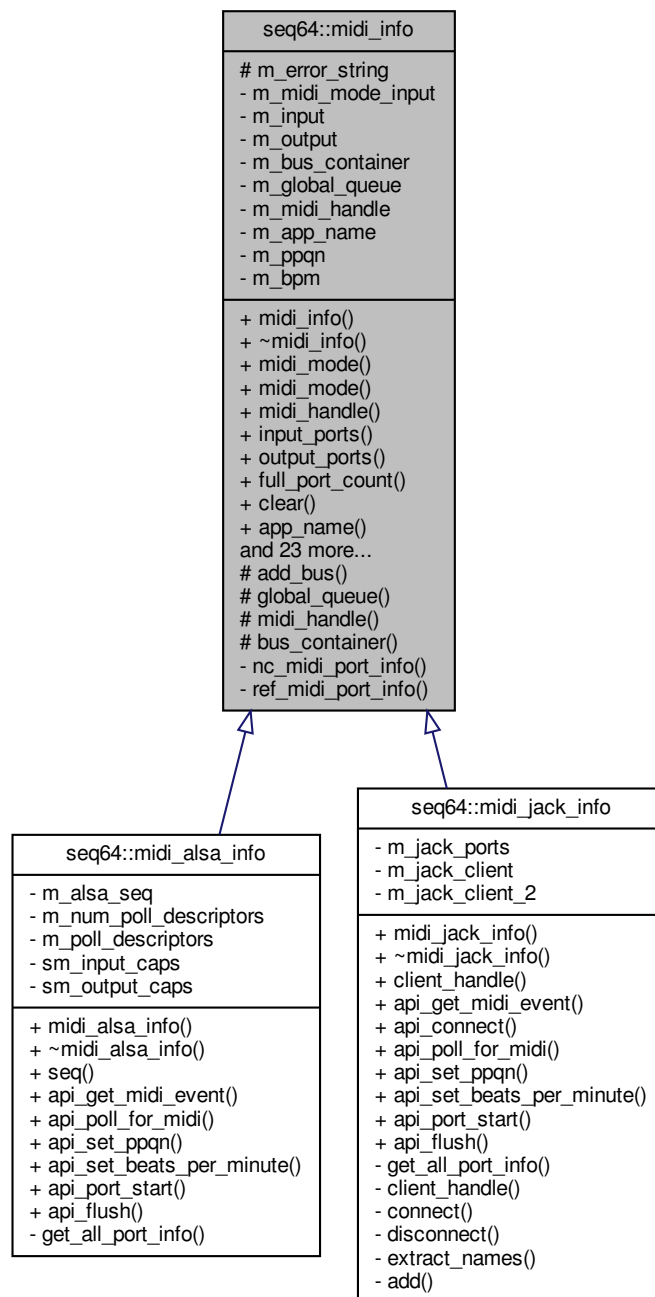 seq64::midi_info
# m_error_string
- m_midi_mode_input
- m_input
- m_output
- m_bus_container
- m_global_queue
- m_midi_handle
- m_app_name
- m_ppqn
- m_bpm
+ midi_info()
+ ~midi_info()
+ midi_mode()
+ midi_mode()
+ midi_handle()
+ input_ports()
+ output_ports()
+ full_port_count()
+ clear()
+ app_name()
and 23 more...
# add_bus()
# global_queue()
# midi_handle()
# bus_container()
- nc_midi_port_info()
- ref_midi_port_info()
seq64::midi_alsa_info
- m_alsa_seq
- m_num_poll_descriptors
- m_poll_descriptors
- sm_input_caps
- sm_output_caps
+ midi_alsa_info()
+ ~midi_alsa_info()
+ seq()
+ api_get_midi_event()
+ api_poll_for_midi()
+ api_set_ppqn()
+ api_set_beats_per_minute()
+ api_port_start()
+ api_flush()
- get_all_port_info()
seq64::midi_jack_info
- m_jack_ports
- m_jack_client
- m_jack_client_2
+ midi_jack_info()
+ ~midi_jack_info()
+ client_handle()
+ api_get_midi_event()
+ api_connect()
+ api_poll_for_midi()
+ api_set_ppqn()
+ api_set_beats_per_minute()
+ api_port_start()
+ api_flush()
- get_all_port_info()
- client_handle()
- connect()
- disconnect()
- extract_names()
- add()